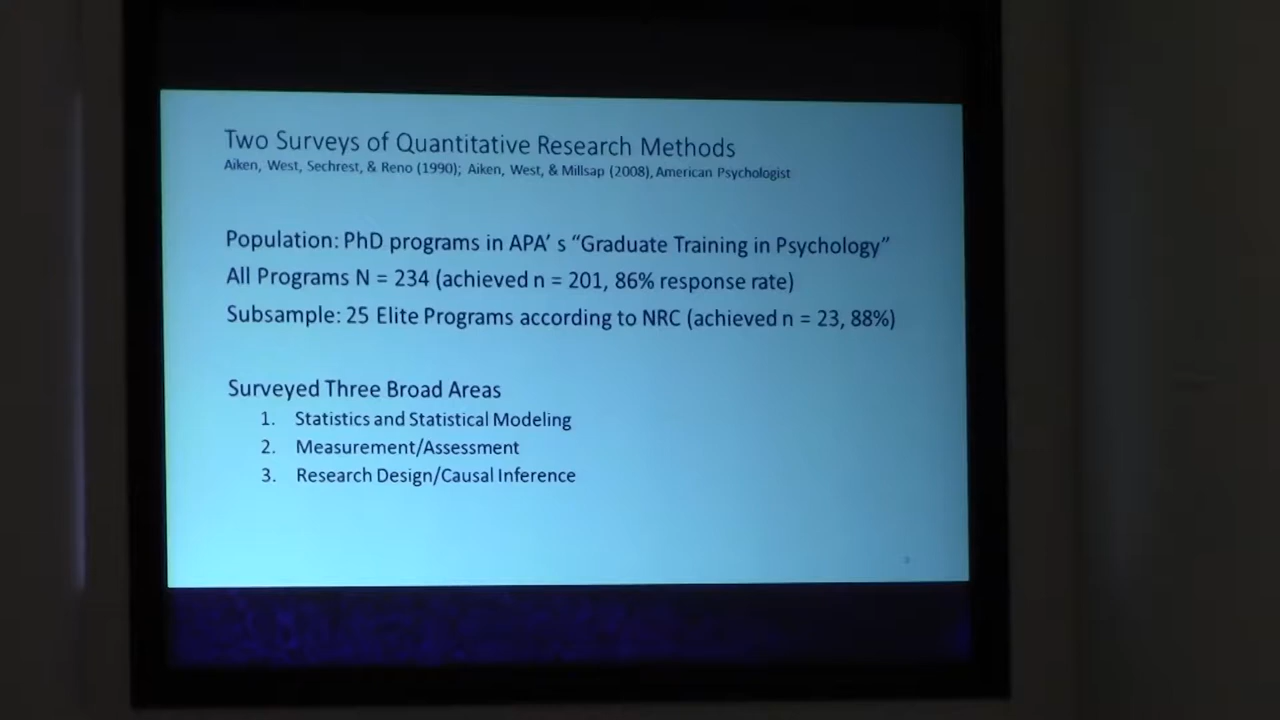 Two Surveys of Quantitative Research Methods
Aiken, West, Sechrest, & Reno (1990); Aiken, West, & Millsap (2008), American Psychologist
Population: PhD programs in APA' s “Graduate Training in Psychology”
All Programs N = 234 (achieved n = 201, 86% response rate)
Subsample: 25 Elite Programs according to NRC (achieved n = 23, 88%)
Surveyed Three Broad Areas
1. Statistics and Statistical Modeling
2. Measurement/Assessment
3. Research Design/Causal Inference